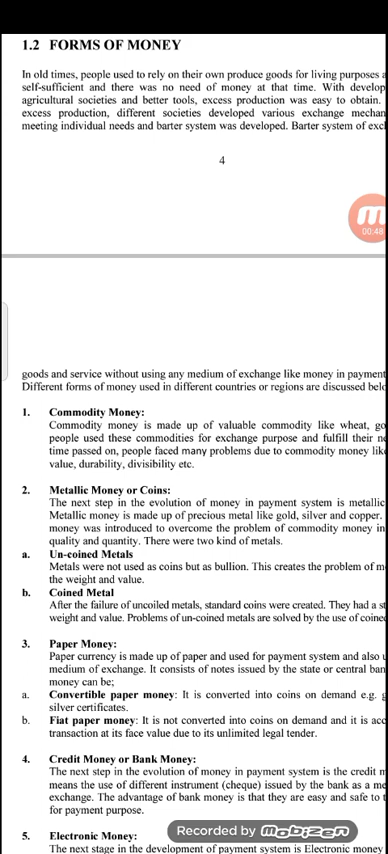 1.2 FORMS OF MONEY
In old times, people used to rely on their own produce goods for living purposes
self-sufficient and there was no need of money at that time. With develop
agricultural societies and better tools, excess production was easy to obtain.
excess production, different societies developed various exchange mechan
meeting individual needs and barter system was developed. Barter system of exc
4
00:48
goods and service without using any medium of exchange like money in payment
Different forms of money used in different countries or regions are discussed belo
1. Commodity Money:
Commodity money is made up of valuable commodity like wheat, go
people used these commodities for exchange purpose and fulfill their ne
time passed on, people faced many problems due to commodity money lik
value, durability, divisibility etc.
2. Metallic Money or Coins:
The next step in the evolution of money in payment system is metallic
Metallic money is made up of precious metal like gold, silver and copper.
money was introduced to overcome the problem of commodity money in
quality and quantity. There were two kind of metals.
a. Un-coined Metals
Metals were not used as coins but as bullion. This creates the problem of m
the weight and value.
b. Coined Metal
After the failure of uncoiled metals, standard coins were created. They had a st
weight and value. Problems of un-coined metals are solved by the use of coined
3. Paper Money:
Paper currency is made up of paper and used for payment system and also u
medium of exchange. It consists of notes issued by the state or central ban
money can be;
a. Convertible paper money: It is converted into coins on demand e.g. g
silver certificates.
b. Fiat paper money: It is not converted into coins on demand and it is acc
transaction at its face value due to its unlimited legal tender.
4. Credit Money or Bank Money:
The next step in the evolution of money in payment system is the credit m
means the use of different instrument (cheque) issued by the bank as a me
exchange. The advantage of bank money is that they are easy and safe to t
for payment purpose.
5. Electronic Money:
Recorded by Mobizen
The next stage in the development of payment system is Electronic money